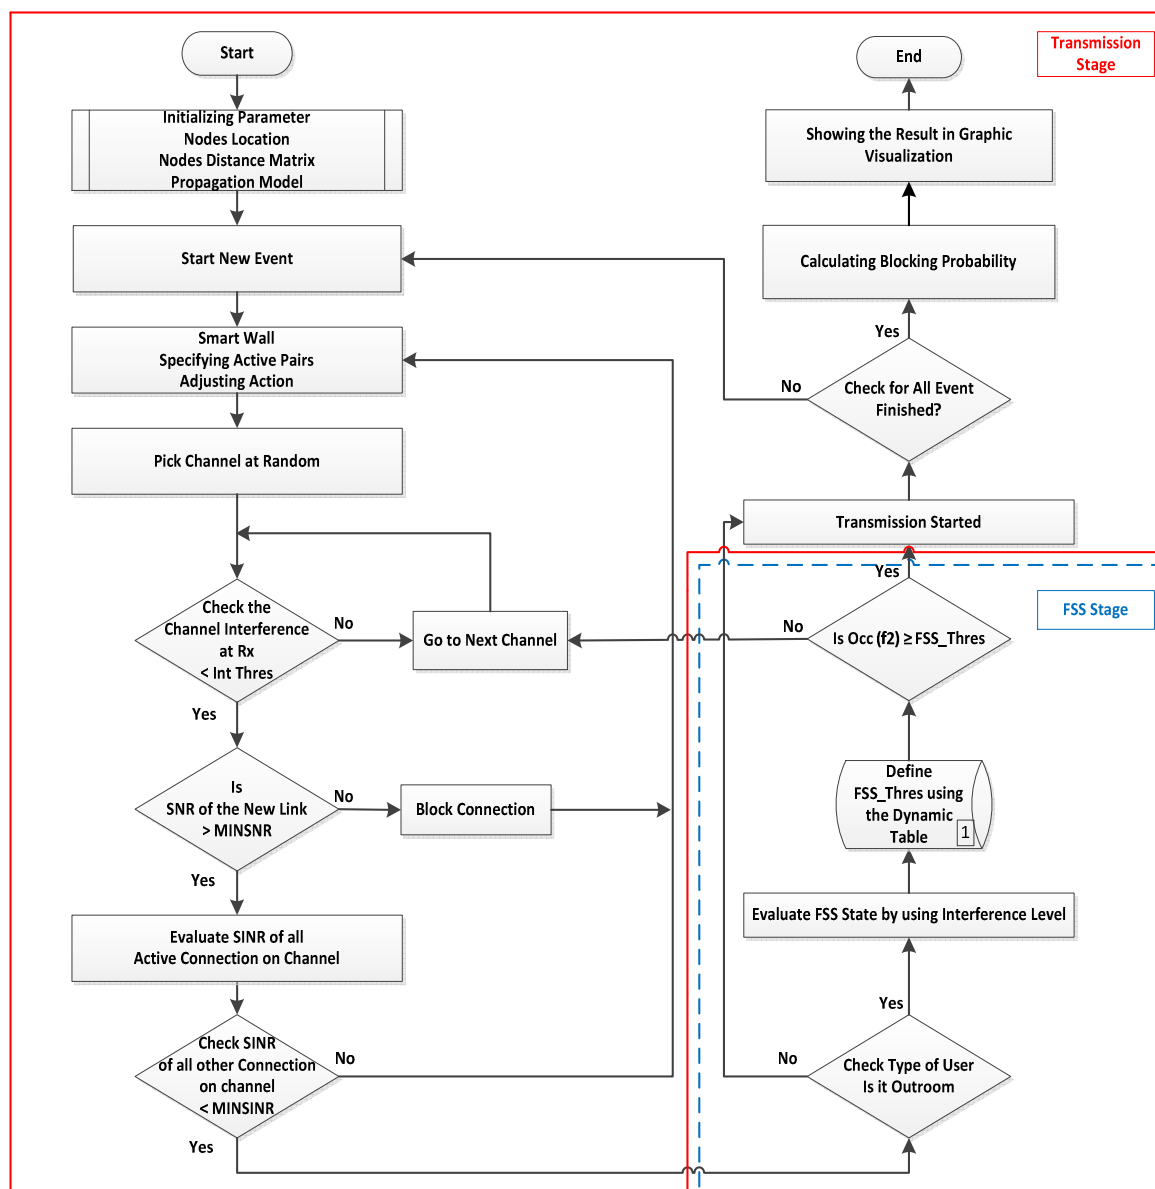 Start
Initializing Parameter
Nodes Location
Nodes Distance Matrix
Propagation Model
Start New Event
Smart Wall
Specifying Active Pairs
Adjusting Action
Pick Channel at Random
Check the
Channel Interference
at Rx
< Int Thres
No
Go to Next Channel
Yes
Is
SNR of the New Link
> MINSNR
No
Block Connection
Yes
Evaluate SINR of all
Active Connection on Channel
Check SINR
of all other Connection
on channel
< MINSINR
No
Yes
Transmission
Stage
End
Showing the Result in Graphic
Visualization
Calculating Blocking Probability
Yes
No
Check for All Event
Finished?
Transmission Started
Yes
FSS Stage
No
Is Occ (f2) ≥ FSS_Thres
Define
FSS_Thres using
the Dynamic
Table
1
Evaluate FSS State by using Interference Level
Yes
No
Check Type of User
Is it Outroom